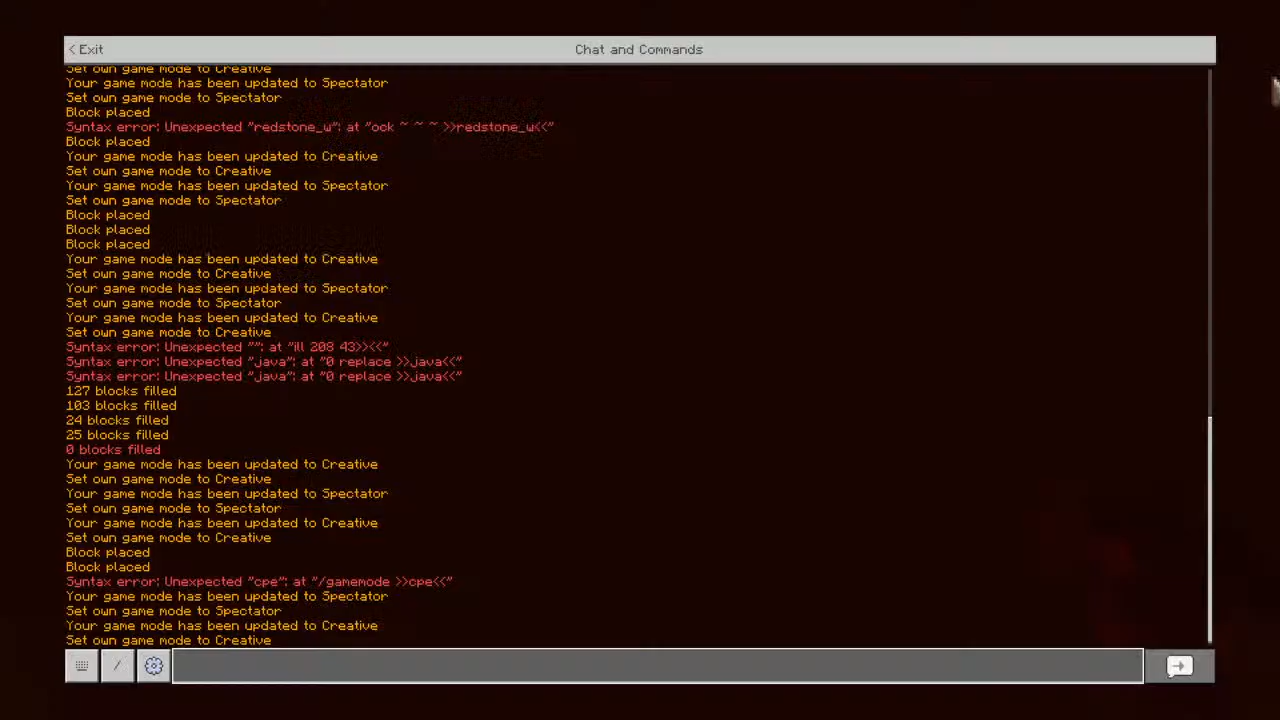 < Exit
Chat and Commands
Set own game mode to Creative
Your game mode has been updated to Spectator
Set own game mode to Spectator
Block placed
Syntax error: Unexpected "redstone_w": at "ock ~ ~ ~ >>redstone_w<<"
Block placed
Your game mode has been updated to Creative
Set own game mode to Creative
Your game mode has been updated to Spectator
Set own game mode to Spectator
Block placed
Block placed
Block placed
Your game mode has been updated to Creative
Set own game mode to Creative
Your game mode has been updated to Spectator
Set own game mode to Spectator
Your game mode has been updated to Creative
Set own game mode to Creative
Syntax error: Unexpected "": at "ill 208 43>><<"
Syntax error: Unexpected "java": at "0 replace >>java<<"
Syntax error: Unexpected "java": at "0 replace >>java<<"
127 blocks filled
103 blocks filled
24 blocks filled
25 blocks filled
0 blocks filled
Your game mode has been updated to Creative
Set own game mode to Creative
Your game mode has been updated to Spectator
Set own game mode to Spectator
Your game mode has been updated to Creative
Set own game mode to Creative
Block placed
Block placed
Syntax error: Unexpected "cpe": at "/gamemode >>cpe<<"
Your game mode has been updated to Spectator
Set own game mode to Spectator
Your game mode has been updated to Creative
Set own game mode to Creative
/